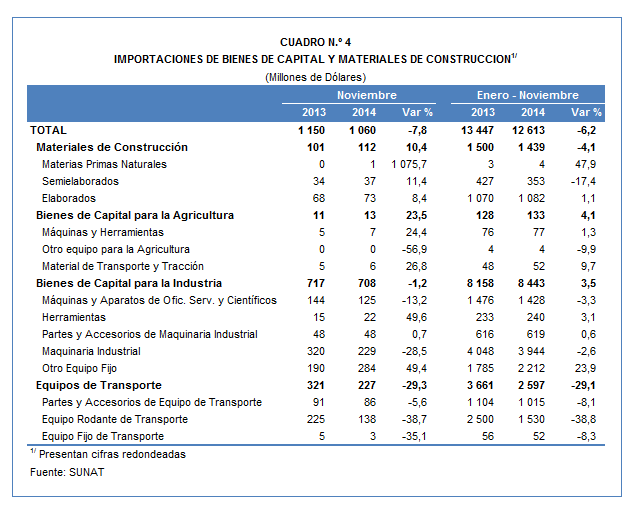 CUADRO N.º 4
IMPORTACIONES DE BIENES DE CAPITAL Y MATERIALES DE CONSTRUCCION1/
(Millones de Dólares)
Noviembre Enero - Noviembre
2013 2014 Var % 2013 2014 Var %
TOTAL 1 150 1 060 -7,8 13 447 12 613 -6,2
Materiales de Construcción 101 112 10,4 1 500 1 439 -4,1
Materias Primas Naturales 0 1 1 075,7 3 4 47,9
Semielaborados 34 37 11,4 427 353 -17,4
Elaborados 68 73 8,4 1 070 1 082 1,1
Bienes de Capital para la Agricultura 11 13 23,5 128 133 4,1
Máquinas y Herramientas 5 7 24,4 76 77 1,3
Otro equipo para la Agricultura 0 0 -56,9 4 4 -9,9
Material de Transporte y Tracción 5 6 26,8 48 52 9,7
Bienes de Capital para la Industria 717 708 -1,2 8 158 8 443 3,5
Máquinas y Aparatos de Ofic. Serv. y Científicos 144 125 -13,2 1 476 1 428 -3,3
Herramientas 15 22 49,6 233 240 3,1
Partes y Accesorios de Maquinaria Industrial 48 48 0,7 616 619 0,6
Maquinaria Industrial 320 229 -28,5 4 048 3 944 -2,6
Otro Equipo Fijo 190 284 49,4 1 785 2 212 23,9
Equipos de Transporte 321 227 -29,3 3 661 2 597 -29,1
Partes y Accesorios de Equipo de Transporte 91 86 -5,6 1 104 1 015 -8,1
Equipo Rodante de Transporte 225 138 -38,7 2 500 1 530 -38,8
Equipo Fijo de Transporte 5 3 -35,1 56 52 -8,3
1/ Presentan cifras redondeadas
Fuente: SUNAT